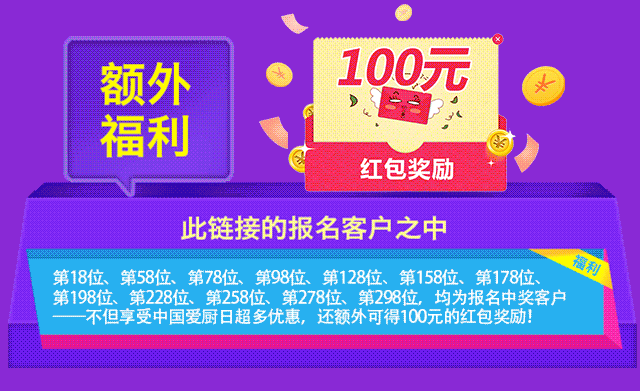 额外
福利
100元
红包奖励
此链接的报名客户之中
福利
第18位、第58位、第78位、第98位、第128位、第158位、第178位、
第198位、第228位、第258位、第278位、第298位，均为报名中奖客户
——不但享受中国爱厨日超多优惠，还额外可得100元的红包奖励！